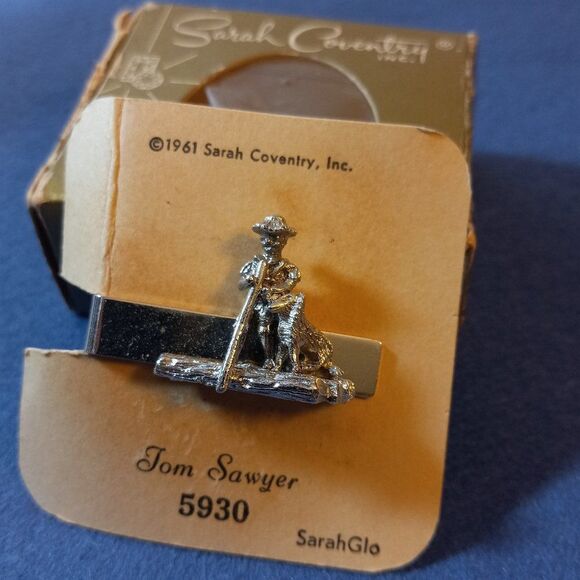 Sarah Coventry ®
INC.
©1961 Sarah Coventry, Inc.
Tom Sawyer
5930
SarahGlo